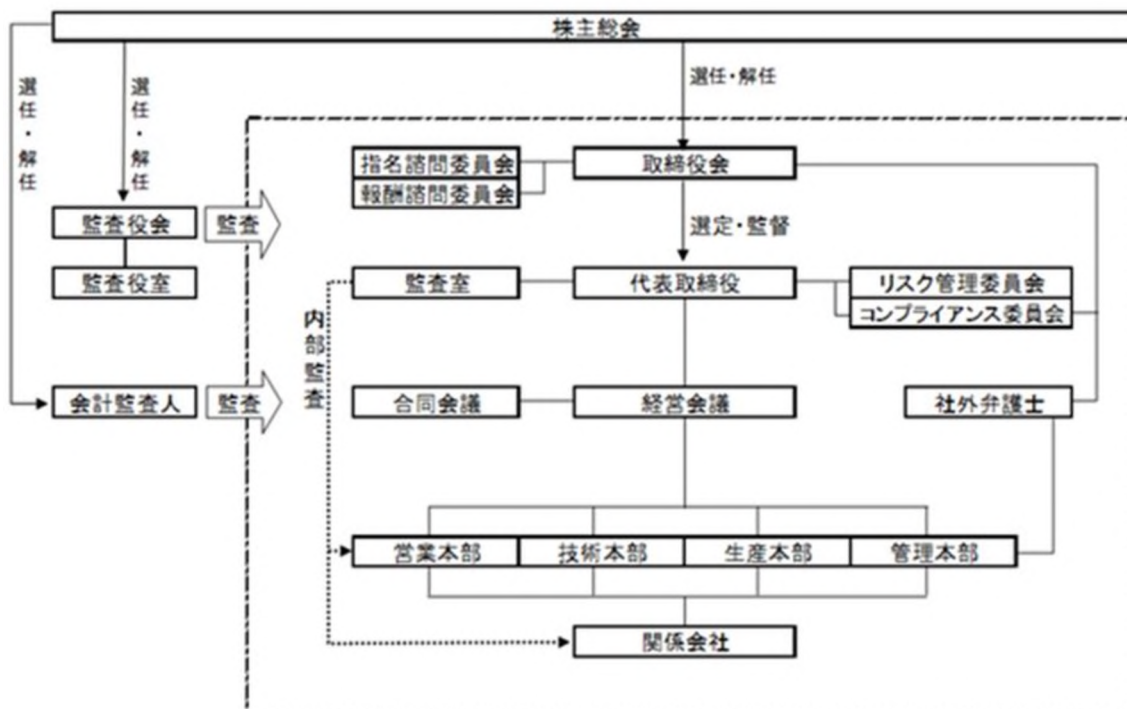 株主総会
選任・解任
選任・解任
選任・解任
指名諮問委員会
取締役会
報酬諮問委員会
監査役会
監査
選定・監督
監査役室
監査室
代表取締役
リスク管理委員会
コンプライアンス委員会
内部監査
会計監査人
監査
合同会議
経営会議
社外弁護士
営業本部
技術本部
生産本部
管理本部
関係会社